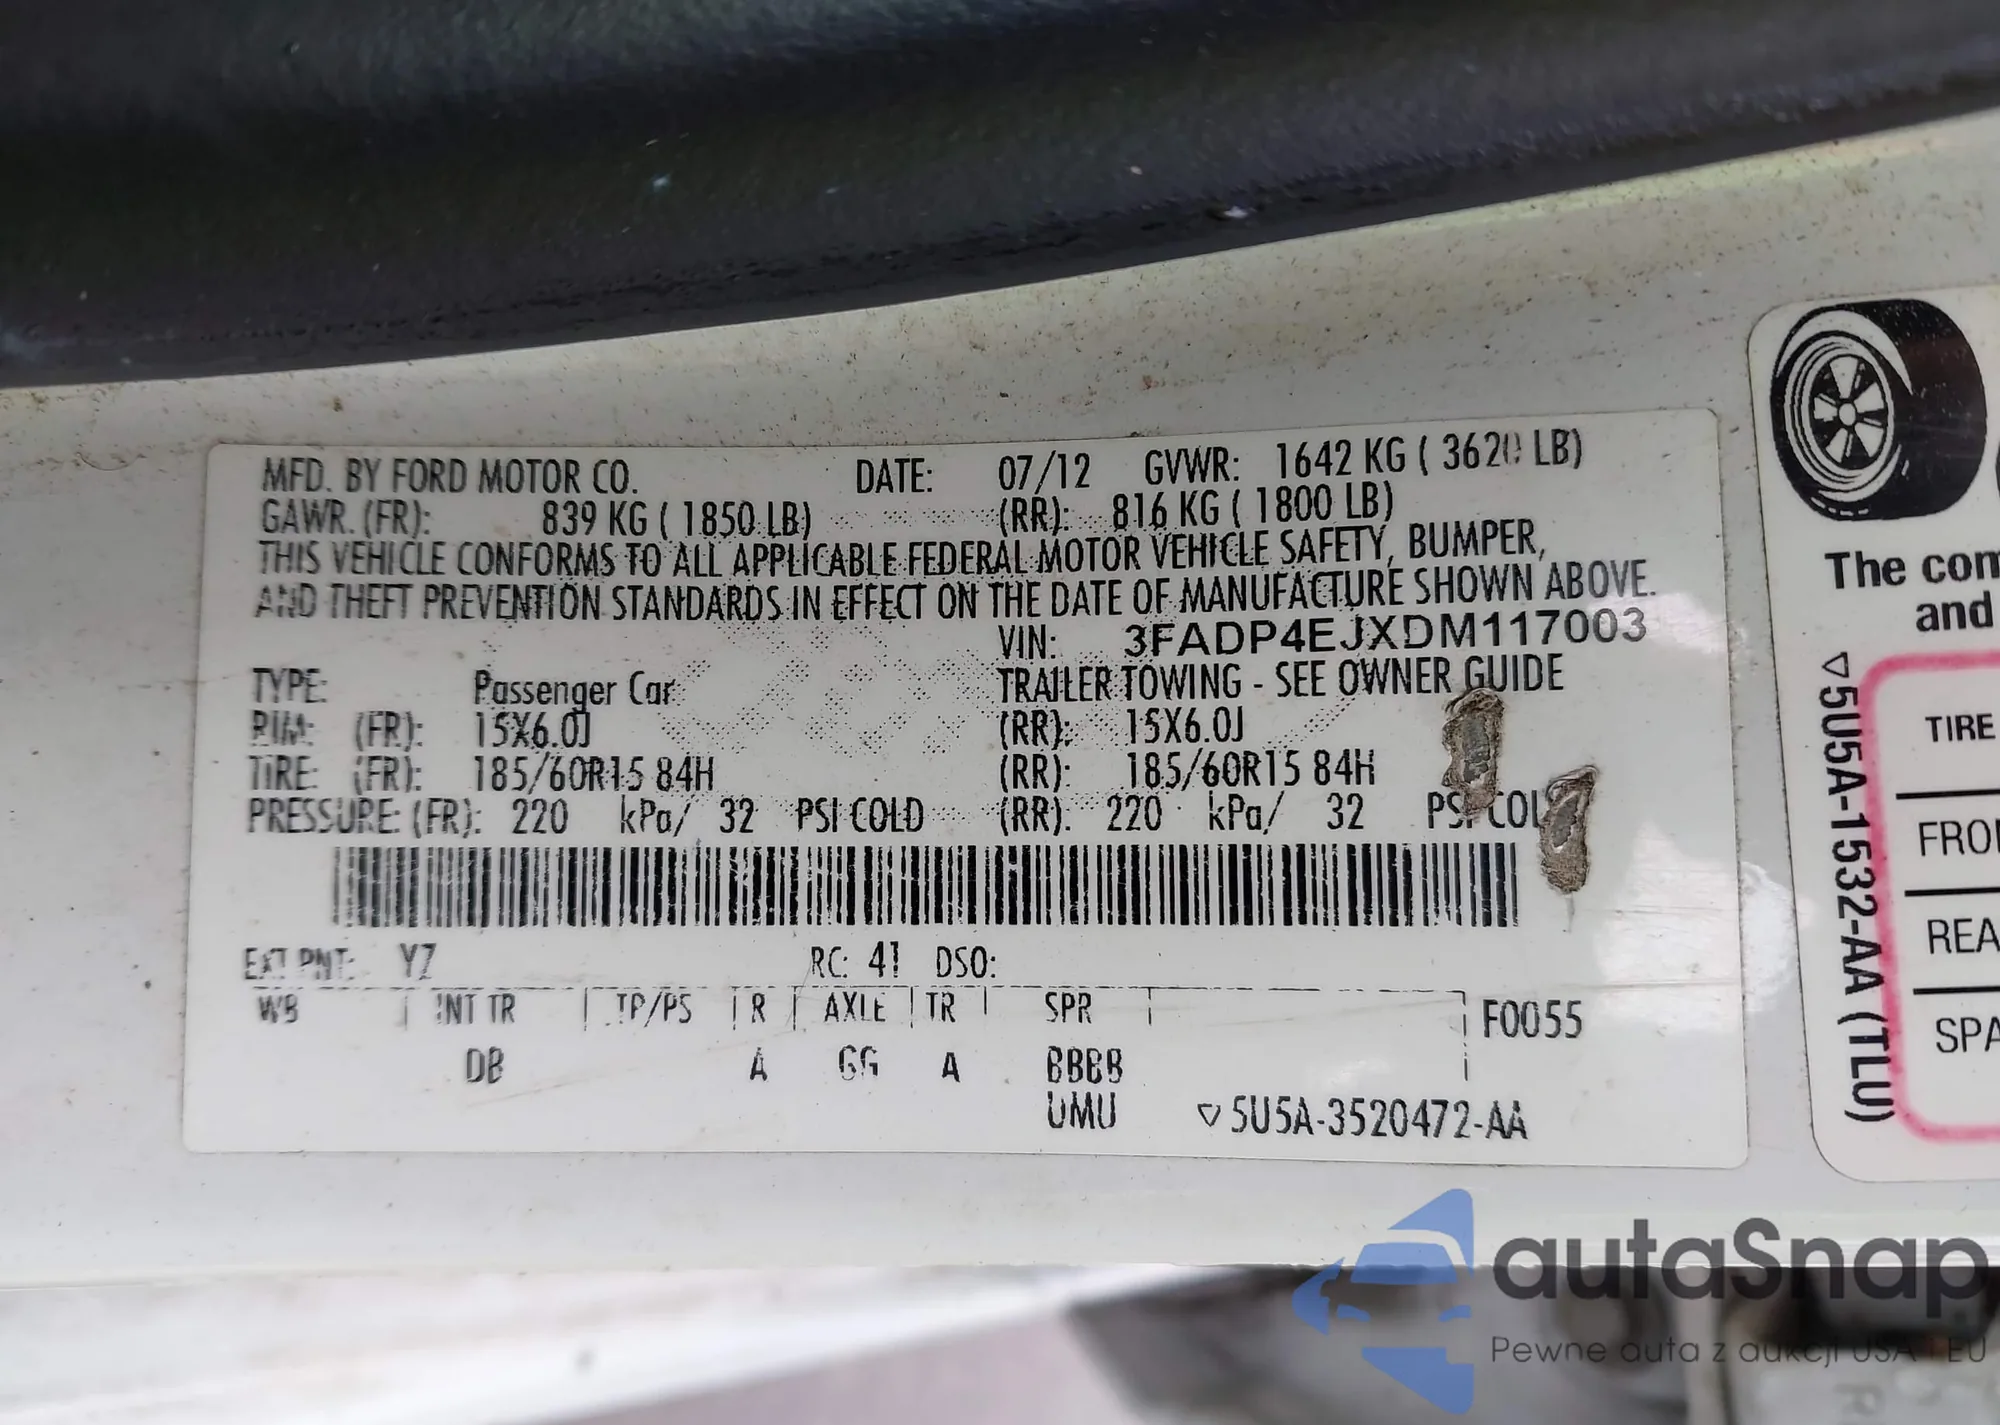 MFD. BY FORD MOTOR CO. DATE: 07/12 GVWR: 1642 KG ( 3620 LB)
GAWR. (FR): 839 KG ( 1850 LB) (RR): 816 KG ( 1800 LB)
THIS VEHICLE CONFORMS TO ALL APPLICABLE FEDERAL MOTOR VEHICLE SAFETY, BUMPER,
AND THEFT PREVENTION STANDARDS IN EFFECT ON THE DATE OF MANUFACTURE SHOWN ABOVE.
VIN: 3FADP4EJXDM117003
TYPE: Passenger Car TRAILER TOWING - SEE OWNER GUIDE
RIM: (FR): 15X6.0J (RR): 15X6.0J
TIRE: (FR): 185/60R15 84H (RR): 185/60R15 84H
PRESSURE: (FR): 220 kPa/ 32 PSI COLD (RR): 220 kPa/ 32 PSI COL
EXT PNT: YZ RC: 41 DSO:
WB INT TR TP/PS R AXLE TR SPR F0055
DB A GG A BBBB
UMU ▽5U5A-3520472-AA
The com
and
▽5U5A-1532-AA (TLU)
TIRE
FRO
REA
SPA
autaSnap
Pewne auta z aukcji USA i EU